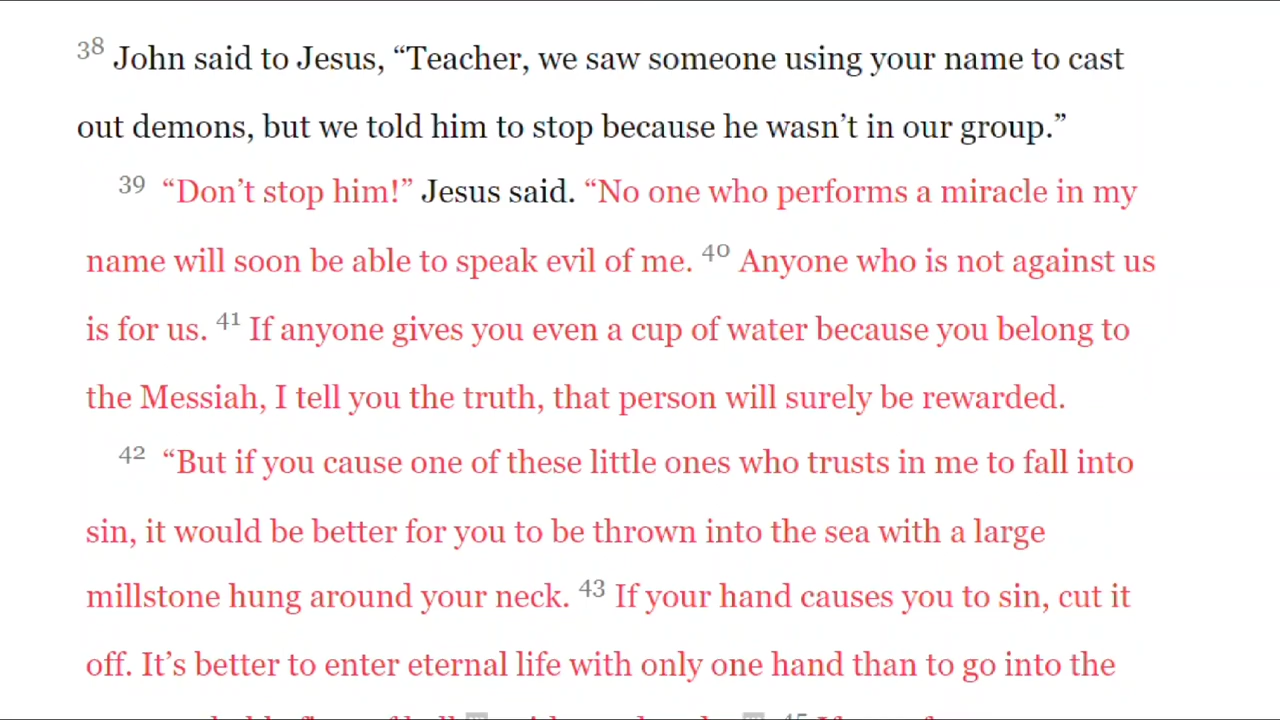 38 John said to Jesus, “Teacher, we saw someone using your name to cast
out demons, but we told him to stop because he wasn’t in our group.”
39 “Don’t stop him!” Jesus said. “No one who performs a miracle in my
name will soon be able to speak evil of me. 40 Anyone who is not against us
is for us. 41 If anyone gives you even a cup of water because you belong to
the Messiah, I tell you the truth, that person will surely be rewarded.
42 “But if you cause one of these little ones who trusts in me to fall into
sin, it would be better for you to be thrown into the sea with a large
millstone hung around your neck. 43 If your hand causes you to sin, cut it
off. It’s better to enter eternal life with only one hand than to go into the